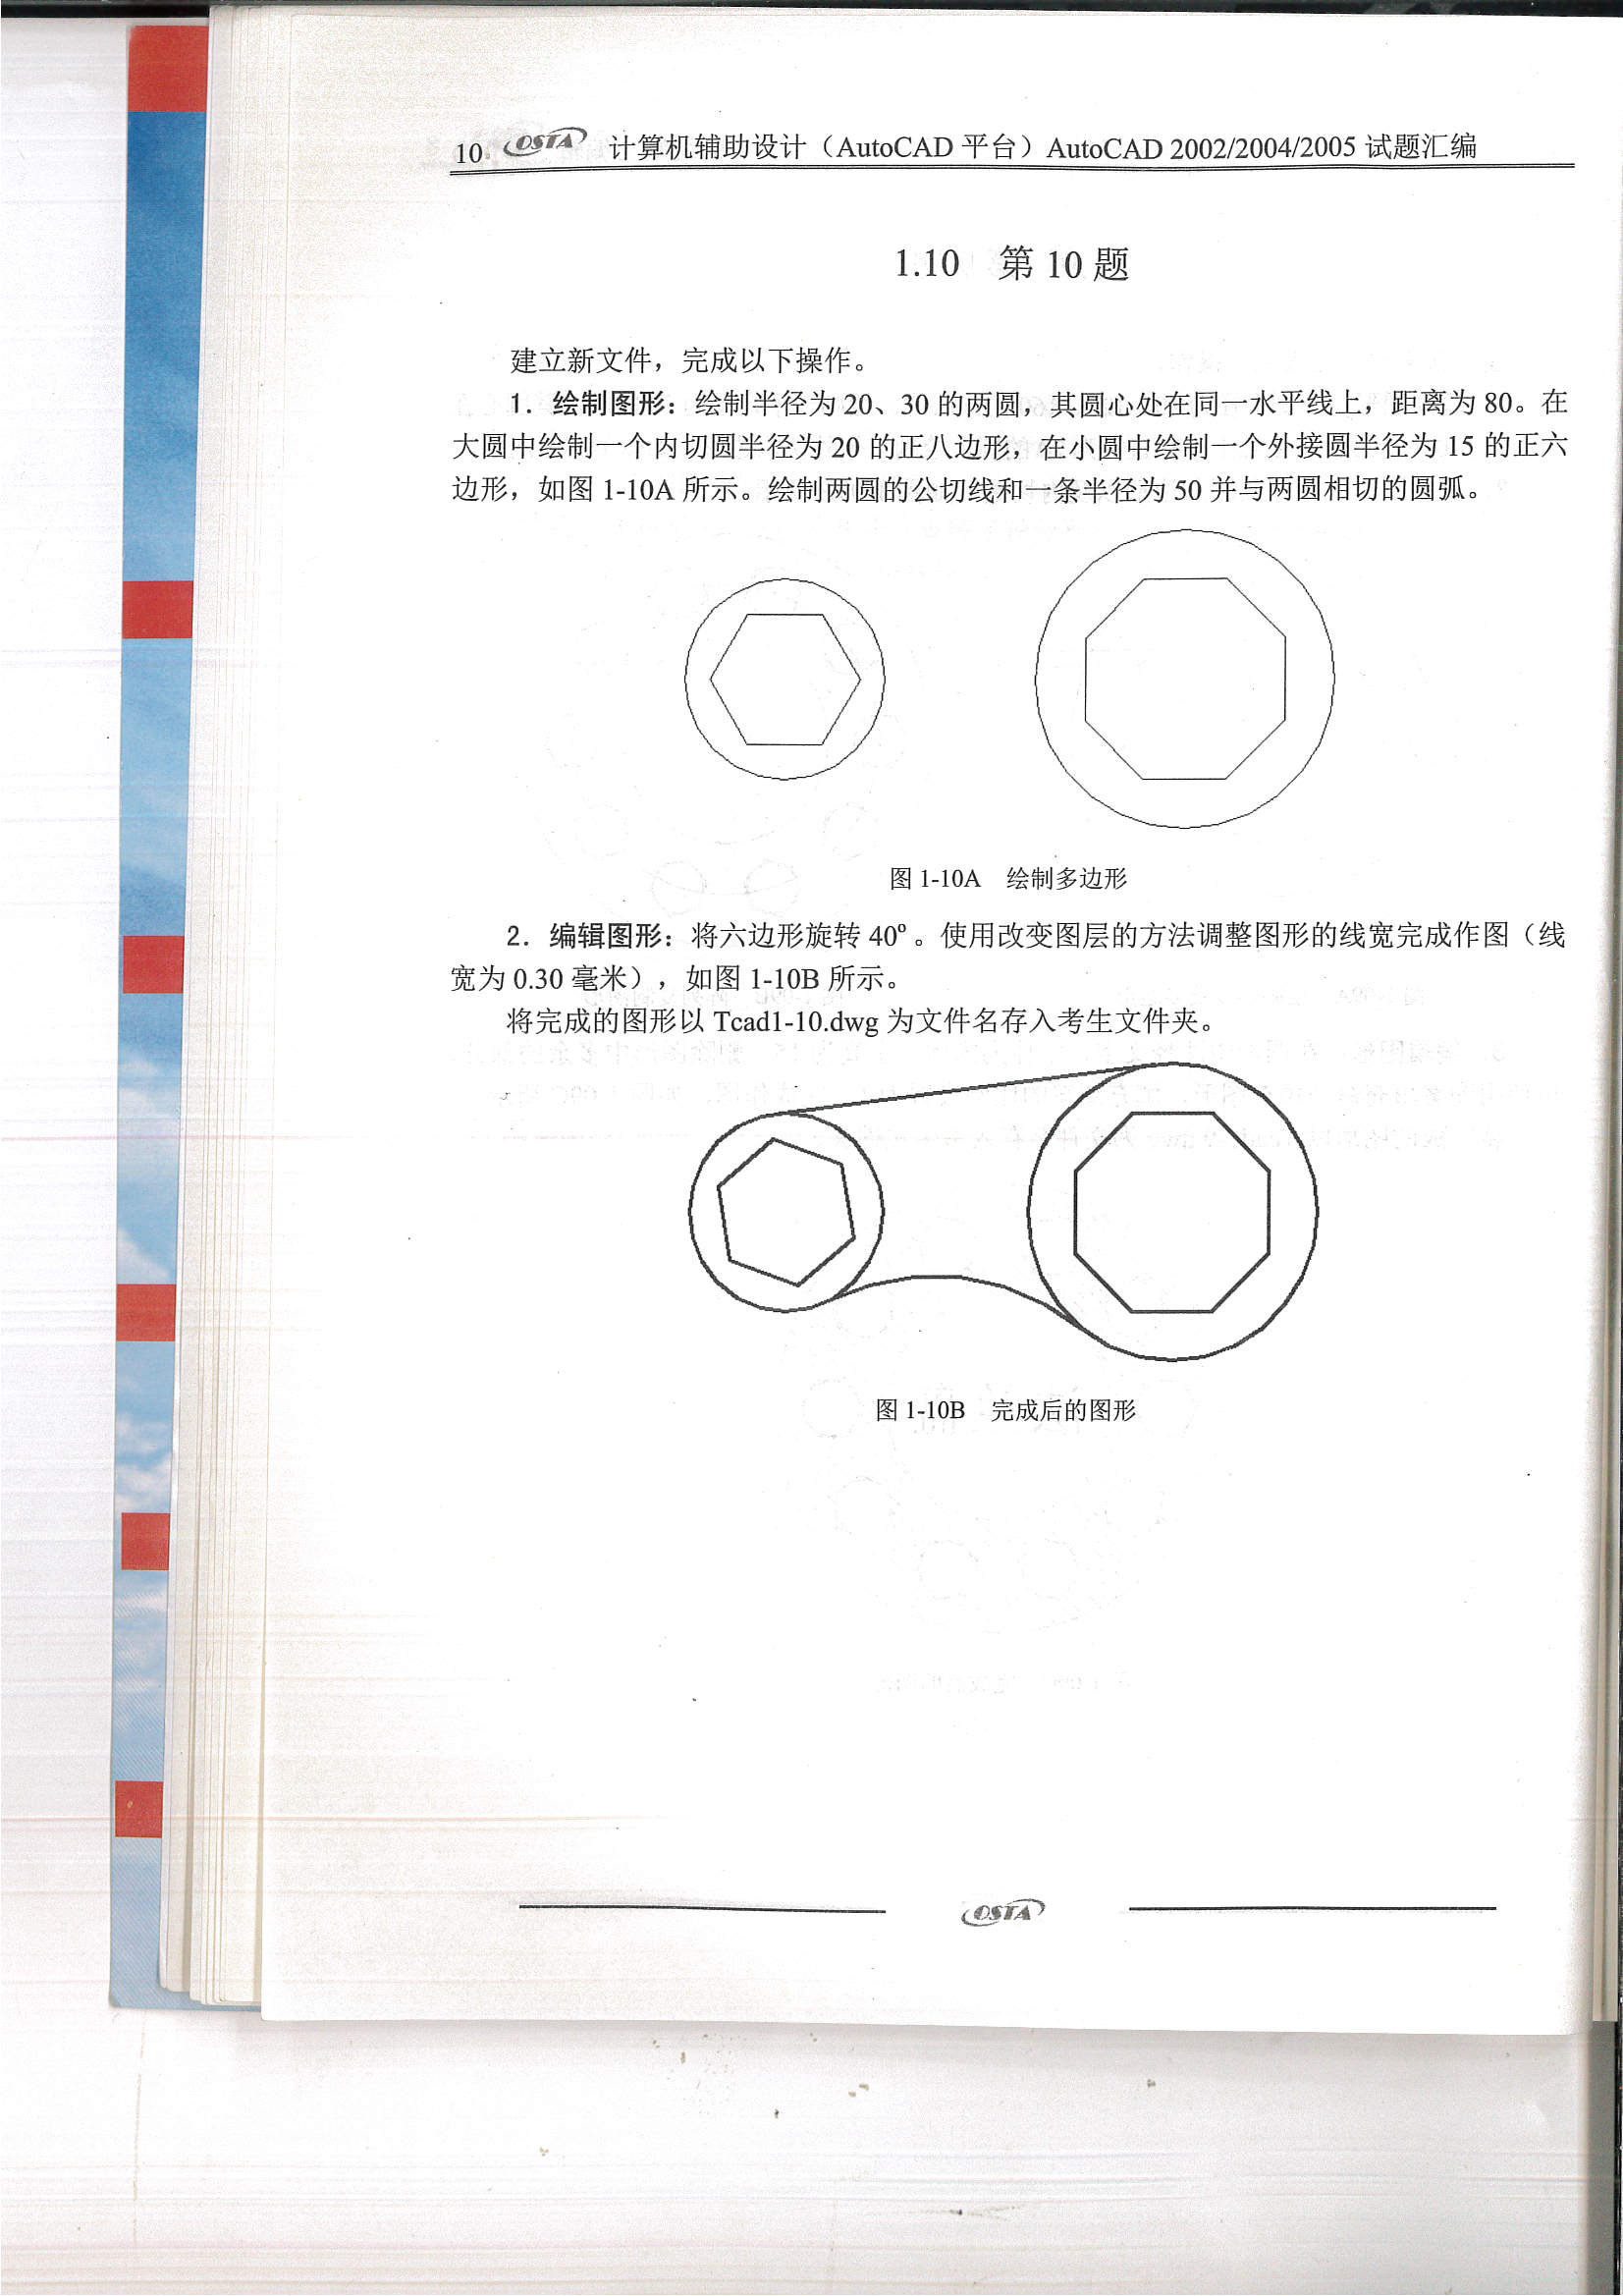 10 OSTA 计算机辅助设计（AutoCAD 平台）AutoCAD 2002/2004/2005 试题汇编
1.10 第 10 题
建立新文件，完成以下操作。
1．绘制图形：绘制半径为 20、30 的两圆，其圆心处在同一水平线上，距离为 80。在
大圆中绘制一个内切圆半径为 20 的正八边形，在小圆中绘制一个外接圆半径为 15 的正六
边形，如图 1-10A 所示。绘制两圆的公切线和一条半径为 50 并与两圆相切的圆弧。
图 1-10A 绘制多边形
2．编辑图形：将六边形旋转 40°。使用改变图层的方法调整图形的线宽完成作图（线
宽为 0.30 毫米），如图 1-10B 所示。
将完成的图形以 Tcad1-10.dwg 为文件名存入考生文件夹。
图 1-10B 完成后的图形
OSTA